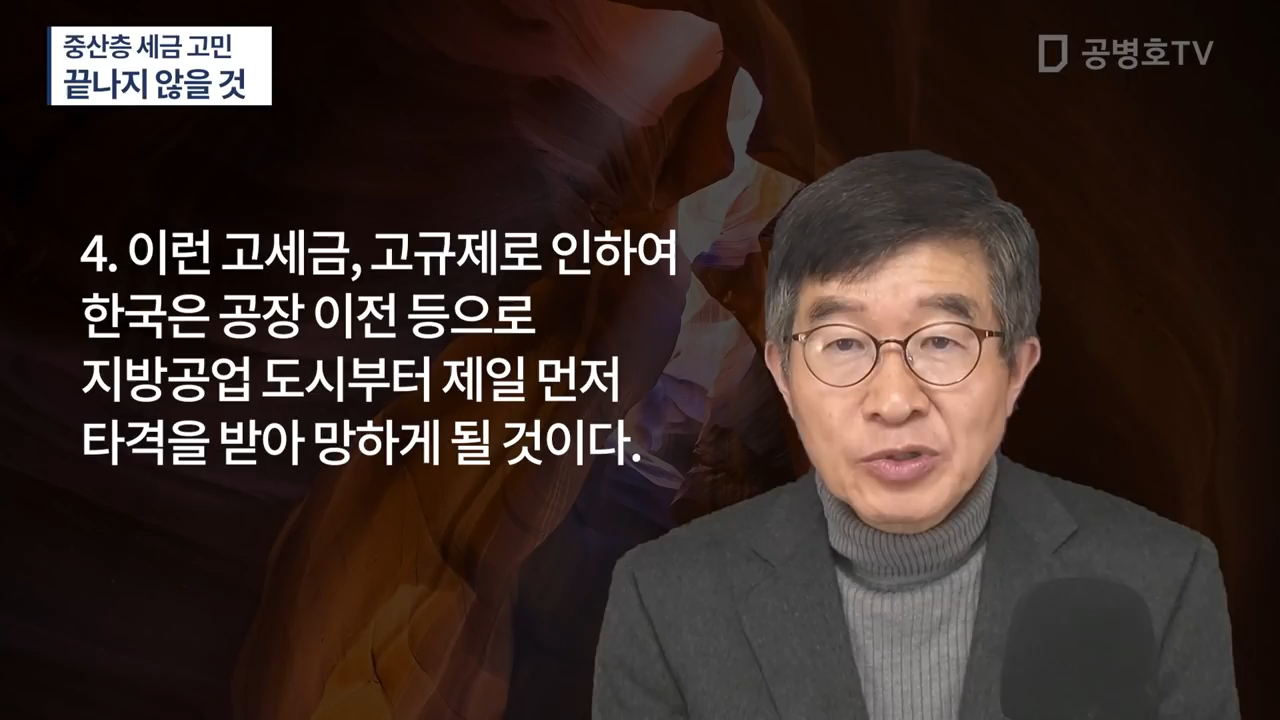 중산층 세금 고민
끝나지 않을 것
공병호TV
4. 이런 고세금, 고규제로 인하여
한국은 공장 이전 등으로
지방공업 도시부터 제일 먼저
타격을 받아 망하게 될 것이다.